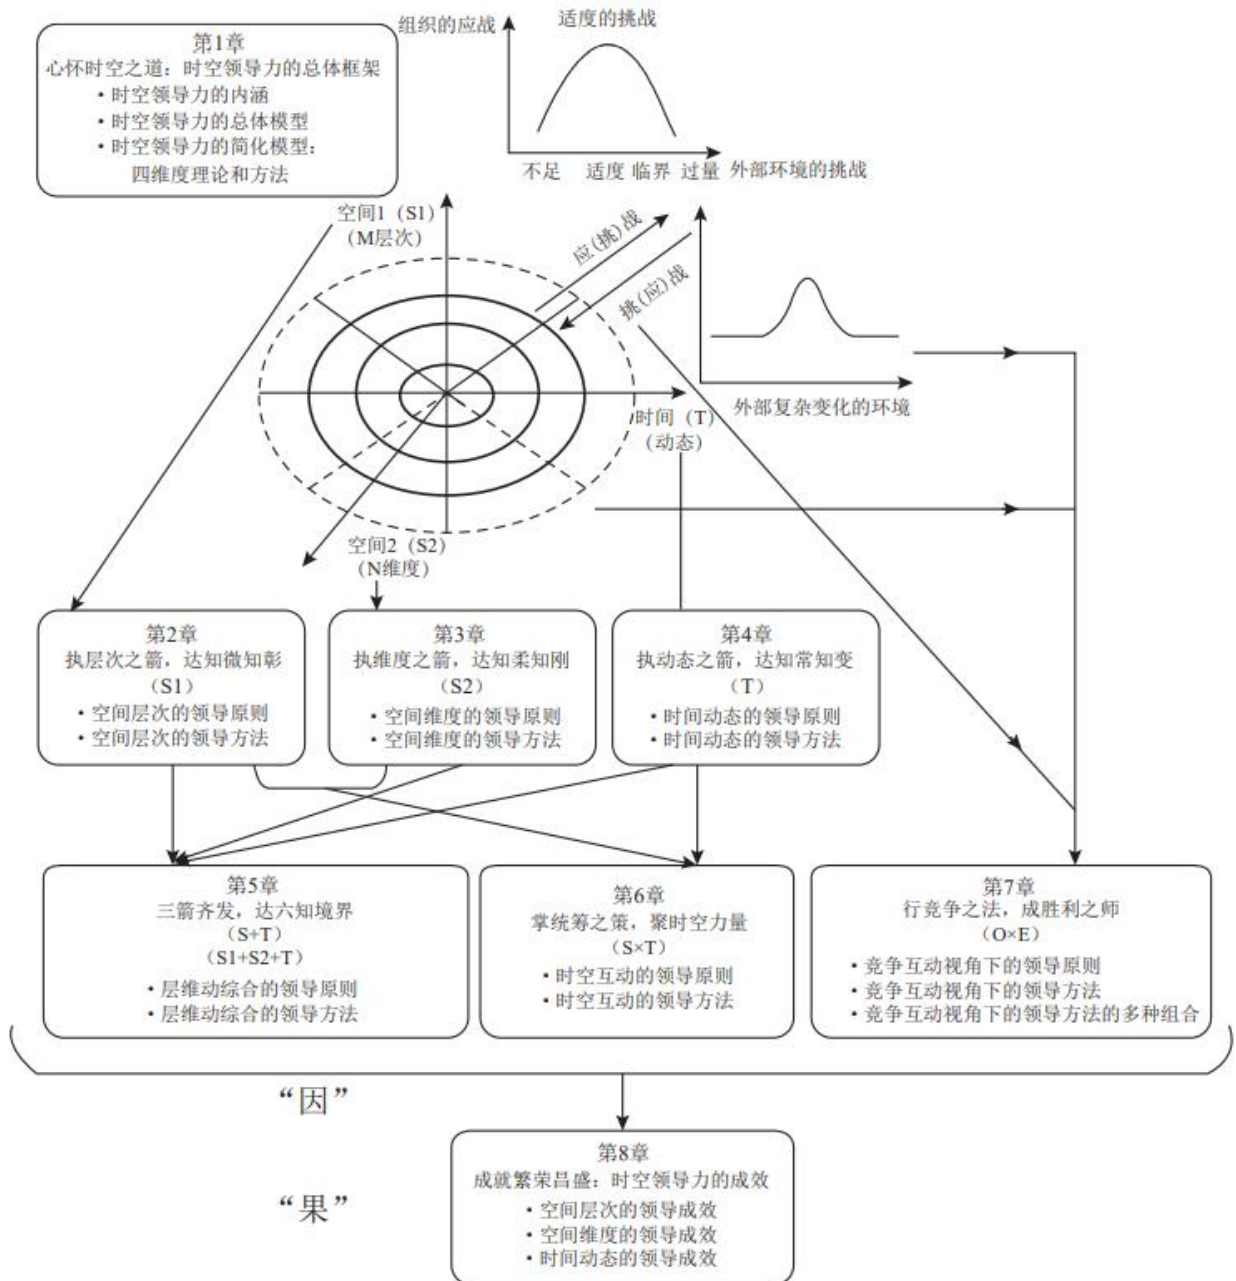 第1章
心怀时空之道：时空领导力的总体框架
• 时空领导力的内涵
• 时空领导力的总体模型
• 时空领导力的简化模型：
四维度理论和方法
组织的应战
适度的挑战
不足 适度 临界 过量 外部环境的挑战
空间1（S1）
(M层次)
应(挑)战
挑(应)战
外部复杂变化的环境
时间（T）
(动态)
空间2（S2）
(N维度)
第2章
执层次之箭，达知微知彰
（S1）
• 空间层次的领导原则
• 空间层次的领导方法
第3章
执维度之箭，达知柔知刚
（S2）
• 空间维度的领导原则
• 空间维度的领导方法
第4章
执动态之箭，达知常知变
（T）
• 时间动态的领导原则
• 时间动态的领导方法
第5章
三箭齐发，达六知境界
（S+T）
（S1+S2+T）
• 层维动综合的领导原则
• 层维动综合的领导方法
第6章
掌统筹之策，聚时空力量
（S×T）
• 时空互动的领导原则
• 时空互动的领导方法
第7章
行竞争之法，成胜利之师
（O×E）
• 竞争互动视角下的领导原则
• 竞争互动视角下的领导方法
• 竞争互动视角下的领导方法的多种组合
“因”
第8章
成就繁荣昌盛：时空领导力的成效
• 空间层次的领导成效
• 空间维度的领导成效
• 时间动态的领导成效
“果”